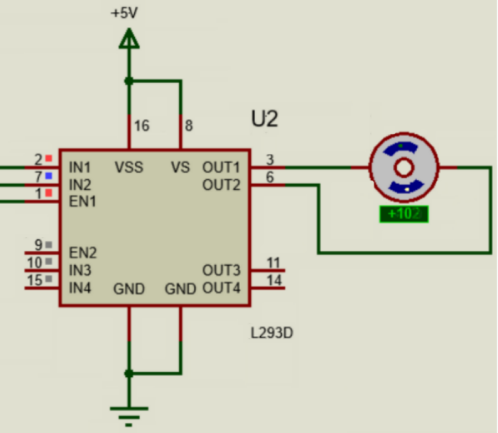 +5V
U2
16 8
2 IN1 VSS VS OUT1 3
7 IN2 OUT2 6
1 EN1
+102
9 EN2
10 IN3 OUT3 11
15 IN4 GND GND OUT4 14
L293D